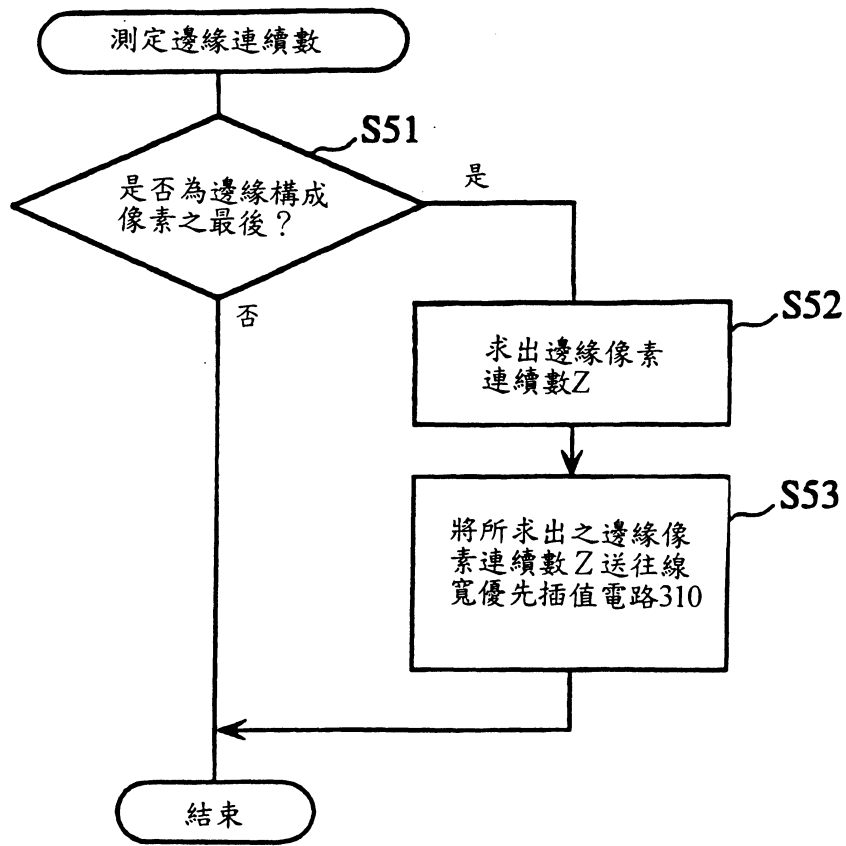 測定邊緣連續數
S51
是否為邊緣構成
像素之最後?
是
否
S52
求出邊緣像素
連續數Z
S53
將所求出之邊緣像
素連續數Z送往線
寬優先插值電路310
結束